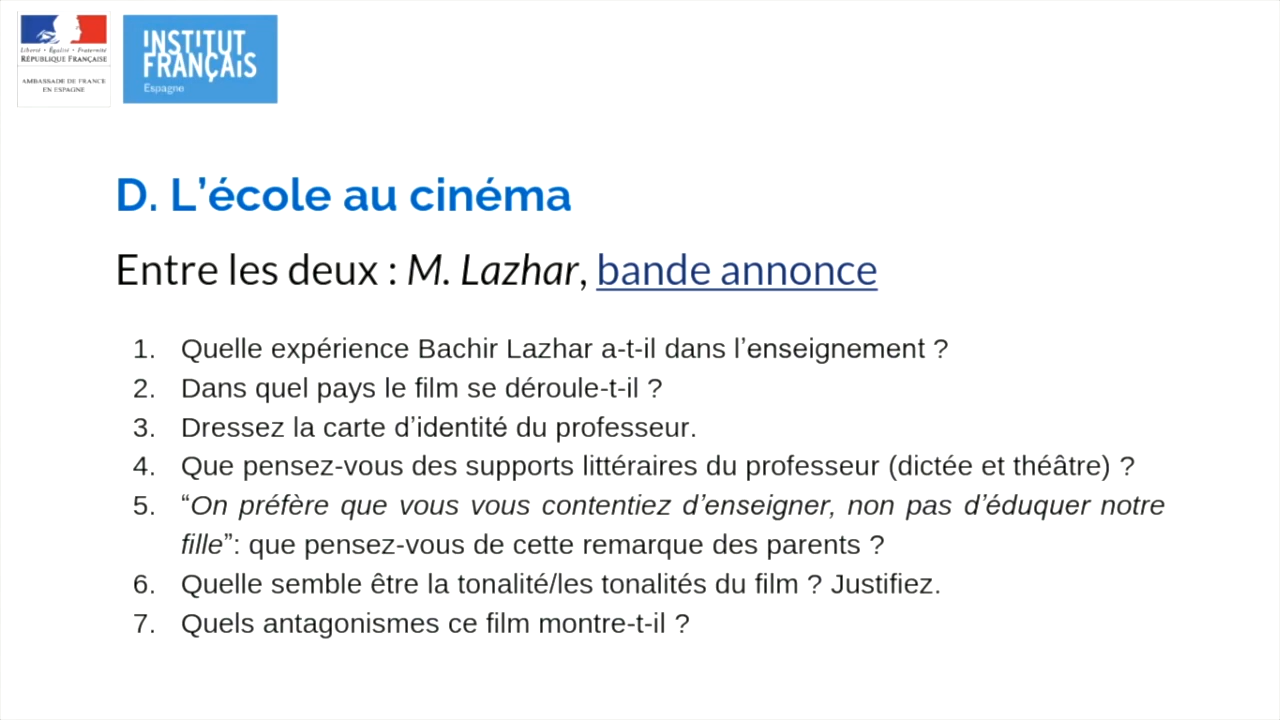 Liberté • Égalité • Fraternité
RÉPUBLIQUE FRANÇAISE
AMBASSADE DE FRANCE
EN ESPAGNE
INSTITUT
FRANÇAIS
Espagne
D. L’école au cinéma
Entre les deux : M. Lazhar, bande annonce
1. Quelle expérience Bachir Lazhar a-t-il dans l’enseignement ?
2. Dans quel pays le film se déroule-t-il ?
3. Dressez la carte d’identité du professeur.
4. Que pensez-vous des supports littéraires du professeur (dictée et théâtre) ?
5. “On préfère que vous vous contentiez d’enseigner, non pas d’éduquer notre
fille”: que pensez-vous de cette remarque des parents ?
6. Quelle semble être la tonalité/les tonalités du film ? Justifiez.
7. Quels antagonismes ce film montre-t-il ?